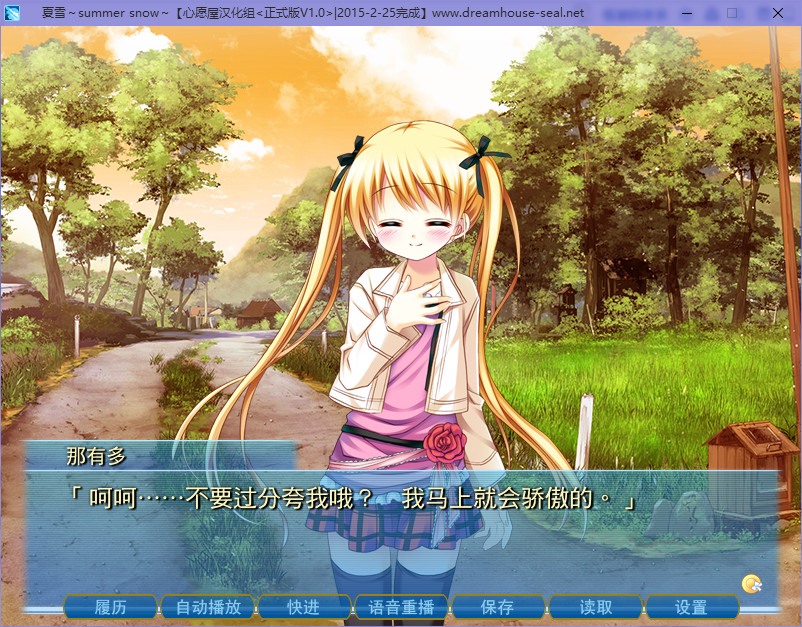 夏雪～summer snow～【心愿屋汉化组<正式版V1.0>|2015-2-25完成】www.dreamhouse-seal.net
那有多
「 呵呵……不要过分夸我哦？　我马上就会骄傲的。 」
履历 自动播放 快进 语音重播 保存 读取 设置